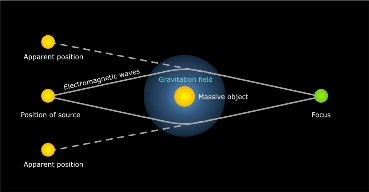 Apparent position
Electromagnetic waves
Gravitation field
Position of source
Massive object
Focus
Apparent position